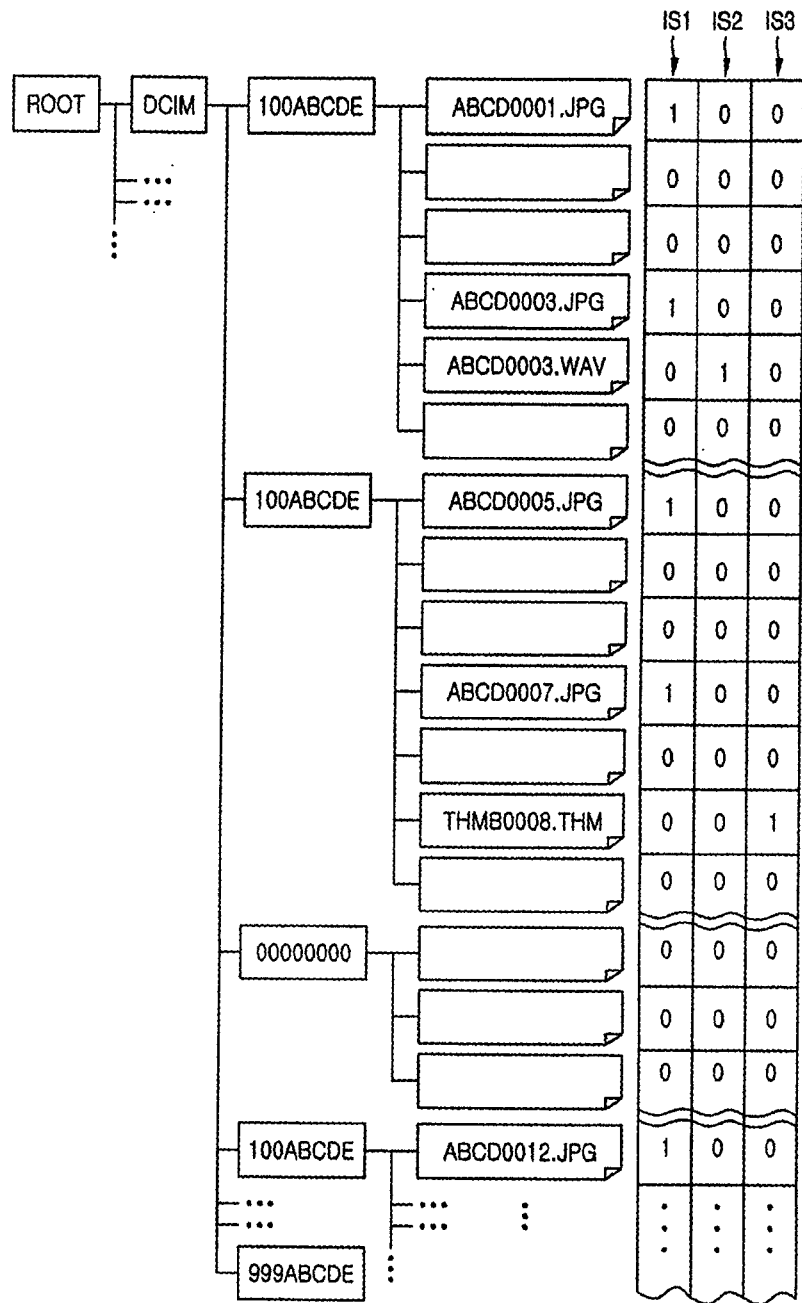 IS1 IS2 IS3
ROOT DCIM 100ABCDE ABCD0001.JPG 1 0 0
... 0 0 0
...
0 0 0
ABCD0003.JPG 1 0 0
ABCD0003.WAV 0 1 0
0 0 0
100ABCDE ABCD0005.JPG 1 0 0
0 0 0
0 0 0
ABCD0007.JPG 1 0 0
0 0 0
THMB0008.THM 0 0 1
0 0 0
00000000 0 0 0
0 0 0
0 0 0
100ABCDE ABCD0012.JPG 1 0 0
... ...
... ...
999ABCDE